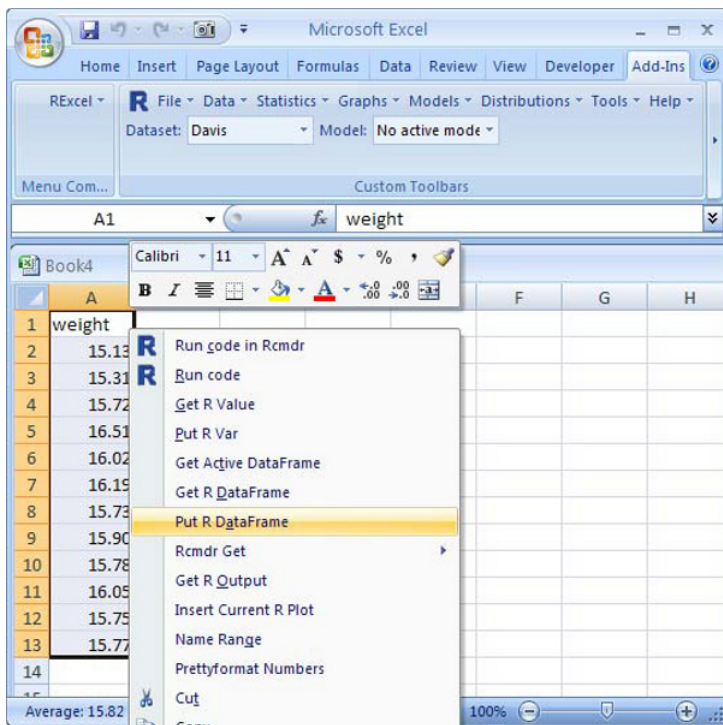 Microsoft Excel
Home Insert Page Layout Formulas Data Review View Developer Add-Ins
RExcel R File Data Statistics Graphs Models Distributions Tools Help
Dataset: Davis Model: No active mode
Menu Com... Custom Toolbars
A1 fx weight
Book4 Calibri 11 A A $ % ,
B I A .00 .00
A F G H
1 weight
2 15.13
3 15.31
4 15.72
5 16.51
6 16.02
7 16.19
8 15.73
9 15.90
10 15.78
11 16.05
12 15.75
13 15.77
14
R Run code in Rcmdr
R Run code
Get R Value
Put R Var
Get Active DataFrame
Get R DataFrame
Put R DataFrame
Rcmdr Get
Get R Output
Insert Current R Plot
Name Range
Prettyformat Numbers
Cut
Average: 15.82 100%